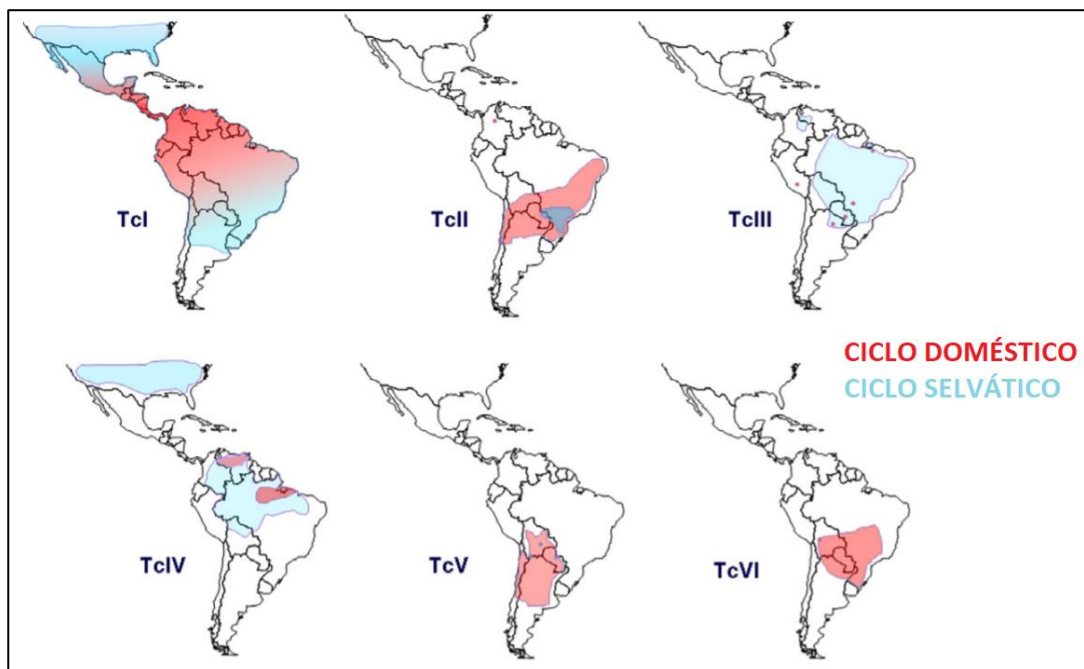 TcI
TcII
TcIII
CICLO DOMÉSTICO
CICLO SELVÁTICO
TcIV
TcV
TcVI